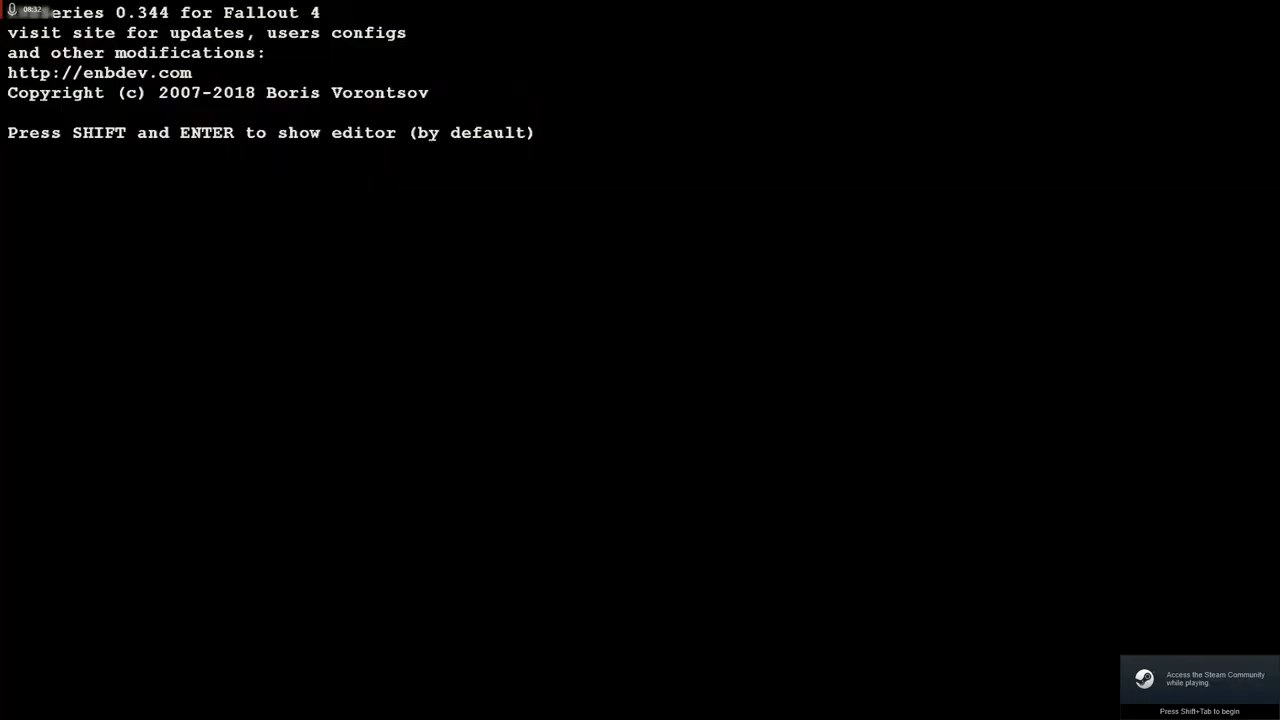 08:32
eries 0.344 for Fallout 4
visit site for updates, users configs
and other modifications:
http://enbdev.com
Copyright (c) 2007-2018 Boris Vorontsov
Press SHIFT and ENTER to show editor (by default)
Access the Steam Community
while playing
Press Shift+Tab to begin